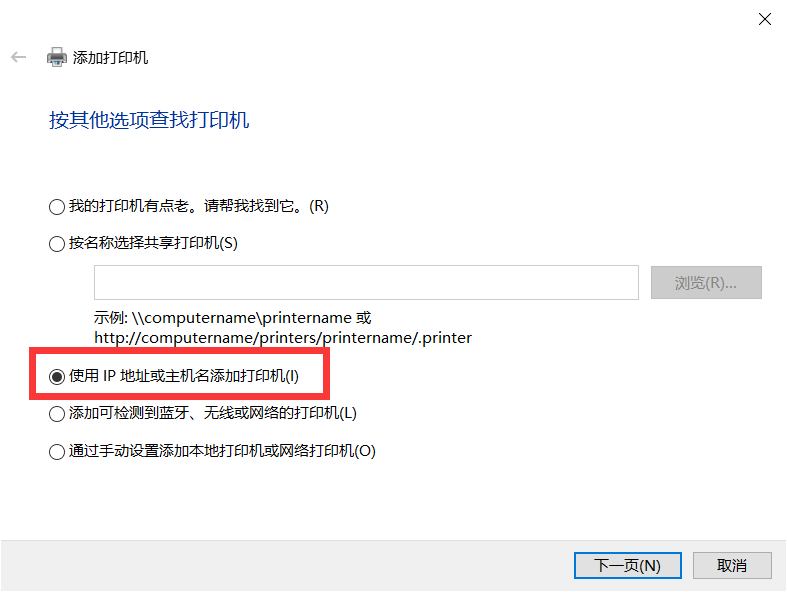 添加打印机
按其他选项查找打印机
我的打印机有点老。请帮我找到它。(R)
按名称选择共享打印机(S)
浏览(R)...
示例: \\computername\printername 或
http://computername/printers/printername/.printer
使用 IP 地址或主机名添加打印机(I)
添加可检测到蓝牙、无线或网络的打印机(L)
通过手动设置添加本地打印机或网络打印机(O)
下一页(N) 取消